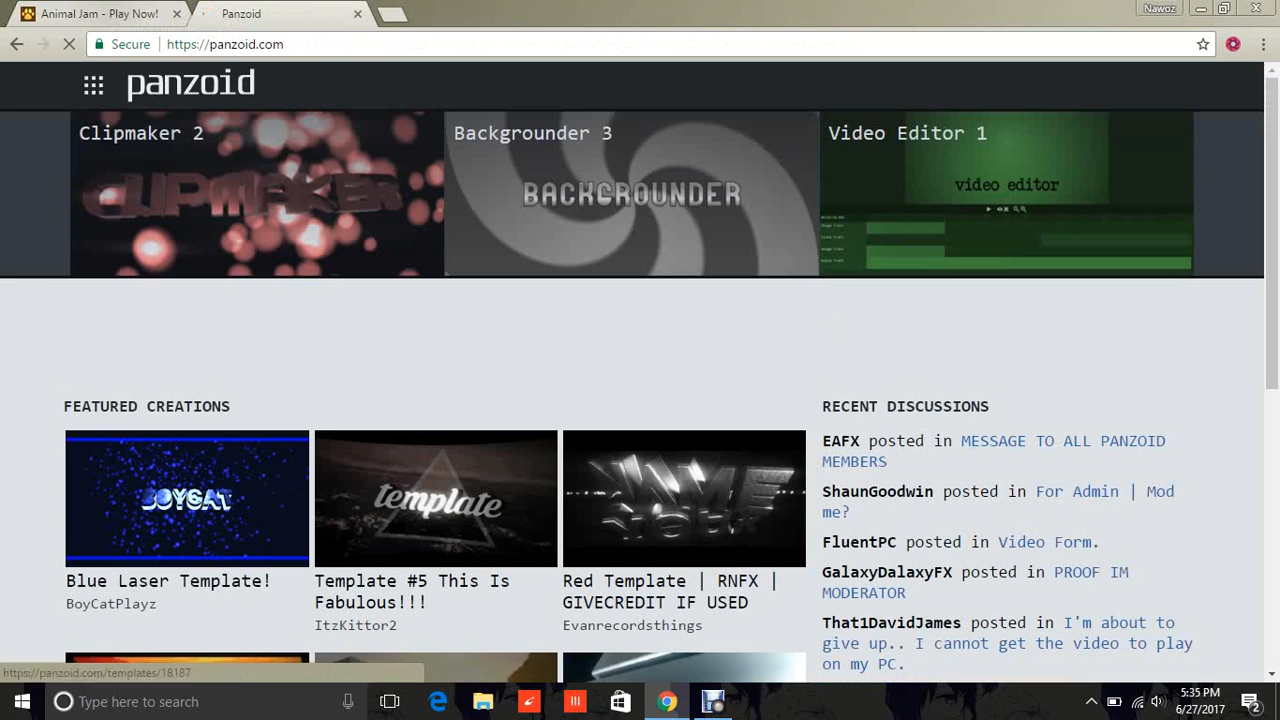 Animal Jam - Play Now!
Panzoid
Nawoz
Secure
https://panzoid.com
panzoid
Clipmaker 2
Backgrounder 3
Video Editor 1
CLIPMAKER
BACKGROUNDER
video editor
FEATURED CREATIONS
RECENT DISCUSSIONS
BOYCAT
template
EAFX posted in MESSAGE TO ALL PANZOID
MEMBERS
ShaunGoodwin posted in For Admin | Mod
me?
FluentPC posted in Video Form.
GalaxyDalaxyFX posted in PROOF IM
MODERATOR
That1DavidJames posted in I'm about to
give up.. I cannot get the video to play
on my PC.
Blue Laser Template!
BoyCatPlayz
Template #5 This Is
Fabulous!!!
ItzKittor2
Red Template | RNFX |
GIVECREDIT IF USED
Evanrecordsthings
https://panzoid.com/templates/18187
Type here to search
5:35 PM
6/27/2017
2